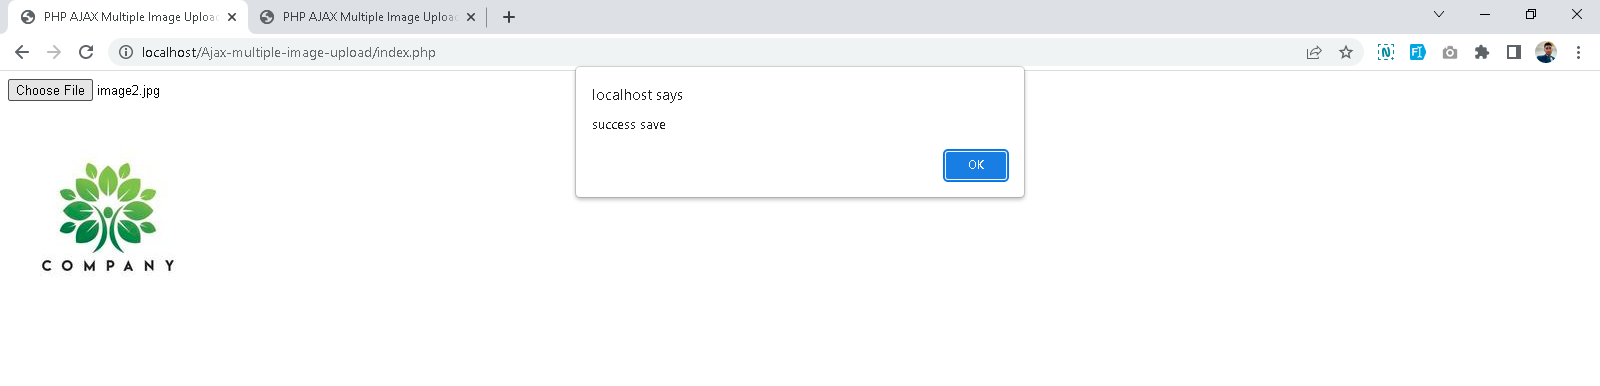 PHP AJAX Multiple Image Uploa
PHP AJAX Multiple Image Uploa
localhost/Ajax-multiple-image-upload/index.php
Choose File image2.jpg
localhost says
success save
OK
COMPANY